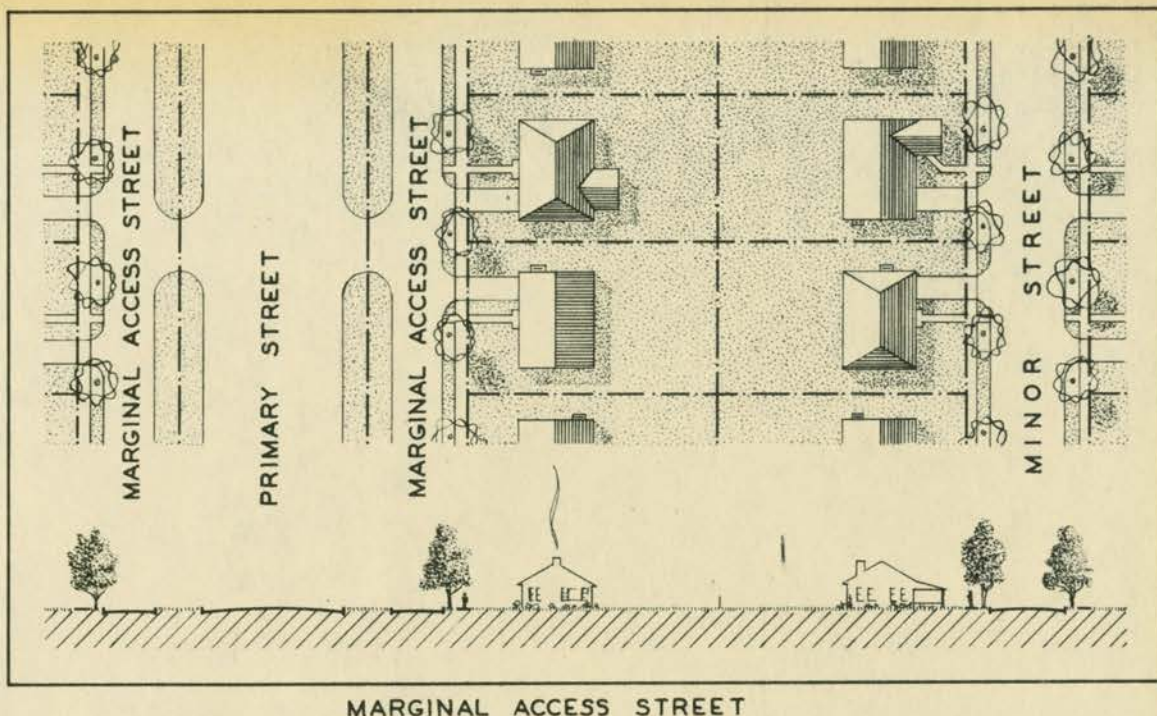 MARGINAL ACCESS STREET
PRIMARY STREET
MARGINAL ACCESS STREET
MINOR STREET
MARGINAL ACCESS STREET